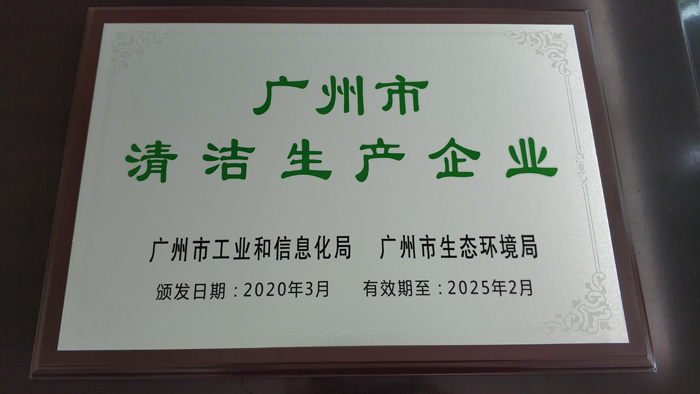 广州市
清洁生产企业
广州市工业和信息化局 广州市生态环境局
颁发日期：2020年3月 有效期至：2025年2月